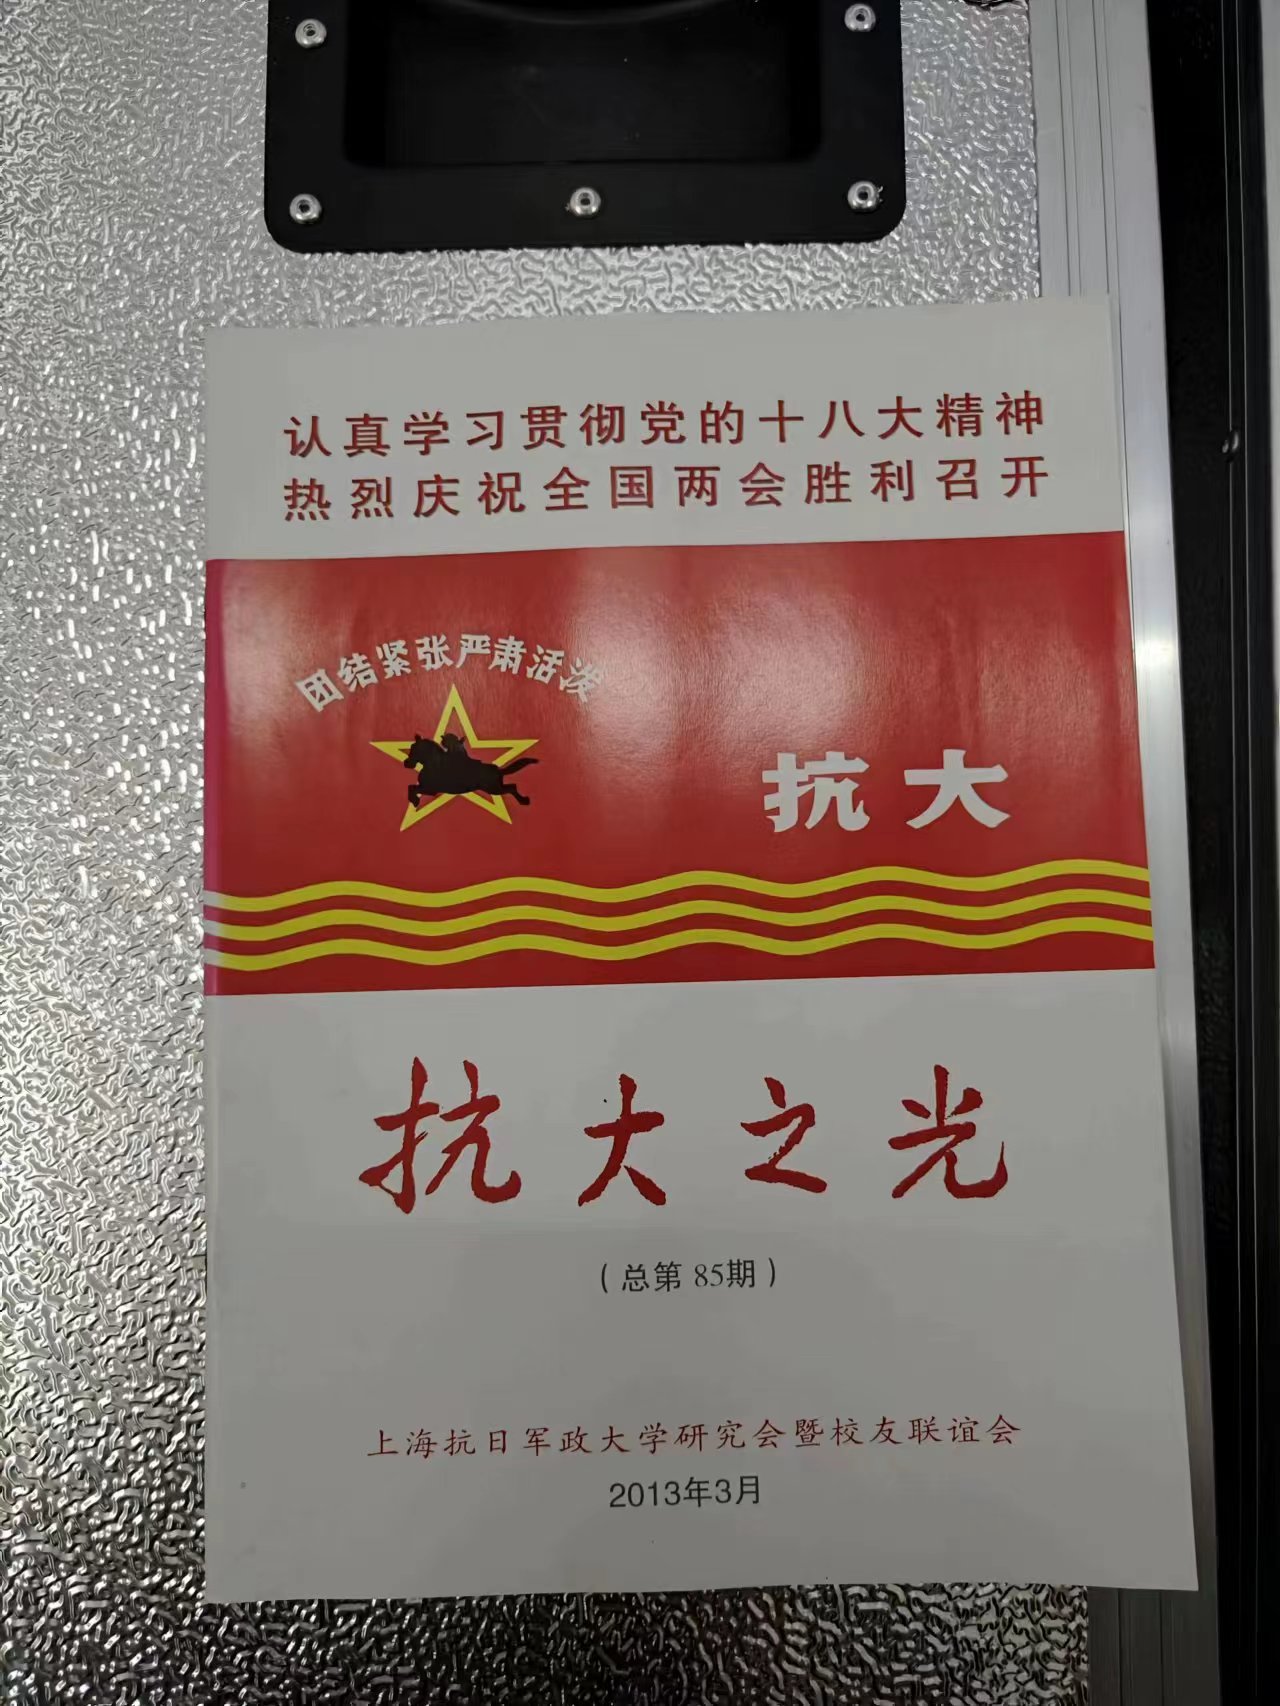 认真学习贯彻党的十八大精神
热烈庆祝全国两会胜利召开
团结紧张严肃活泼
抗大
抗大之光
（总第 85期）
上海抗日军政大学研究会暨校友联谊会
2013年3月